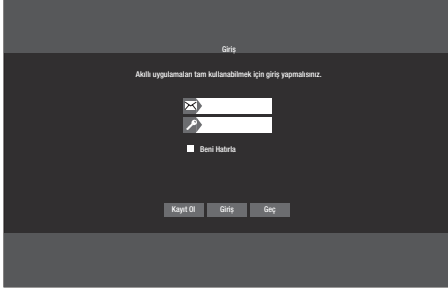 Giriş
Akıllı uygulamaları tam kullanabilmek için giriş yapmalısınız.
Beni Hatırla
Kayıt Ol Giriş Geç